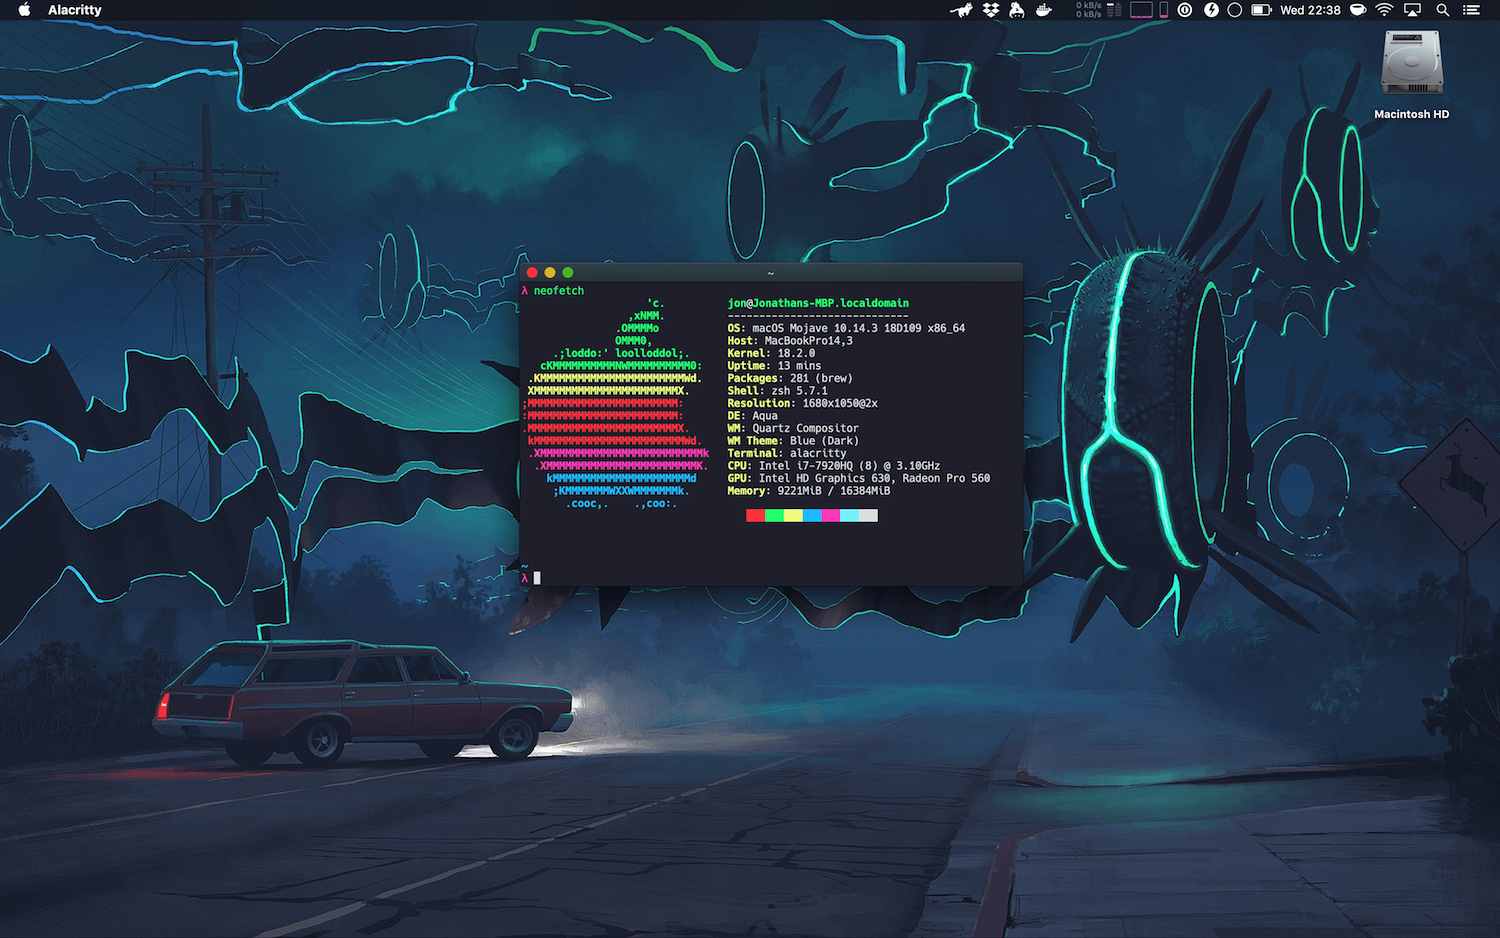 Alacritty
0 kB/s
0 kB/s
Wed 22:38
Macintosh HD
~
λ neofetch
'c.
,xNMM.
.OMMMMo
OMMM0,
.;loddo:' loolloddol;.
cKMMMMMMMMMMNWMMMMMMMMMM0:
.KMMMMMMMMMMMMMMMMMMMMMMMWd.
XMMMMMMMMMMMMMMMMMMMMMMMX.
;MMMMMMMMMMMMMMMMMMMMMMMM:
:MMMMMMMMMMMMMMMMMMMMMMMM:
.MMMMMMMMMMMMMMMMMMMMMMMMX.
kMMMMMMMMMMMMMMMMMMMMMMMMWd.
.XMMMMMMMMMMMMMMMMMMMMMMMMMMk
.XMMMMMMMMMMMMMMMMMMMMMMMMK.
kMMMMMMMMMMMMMMMMMMMMMMd
;KMMMMMMMWXXWMMMMMMMk.
.cooc,.    .,coo:.
jon@Jonathans-MBP.localdomain
-----------------------------
OS: macOS Mojave 10.14.3 18D109 x86_64
Host: MacBookPro14,3
Kernel: 18.2.0
Uptime: 13 mins
Packages: 281 (brew)
Shell: zsh 5.7.1
Resolution: 1680x1050@2x
DE: Aqua
WM: Quartz Compositor
WM Theme: Blue (Dark)
Terminal: alacritty
CPU: Intel i7-7920HQ (8) @ 3.10GHz
GPU: Intel HD Graphics 630, Radeon Pro 560
Memory: 9221MiB / 16384MiB
~
λ